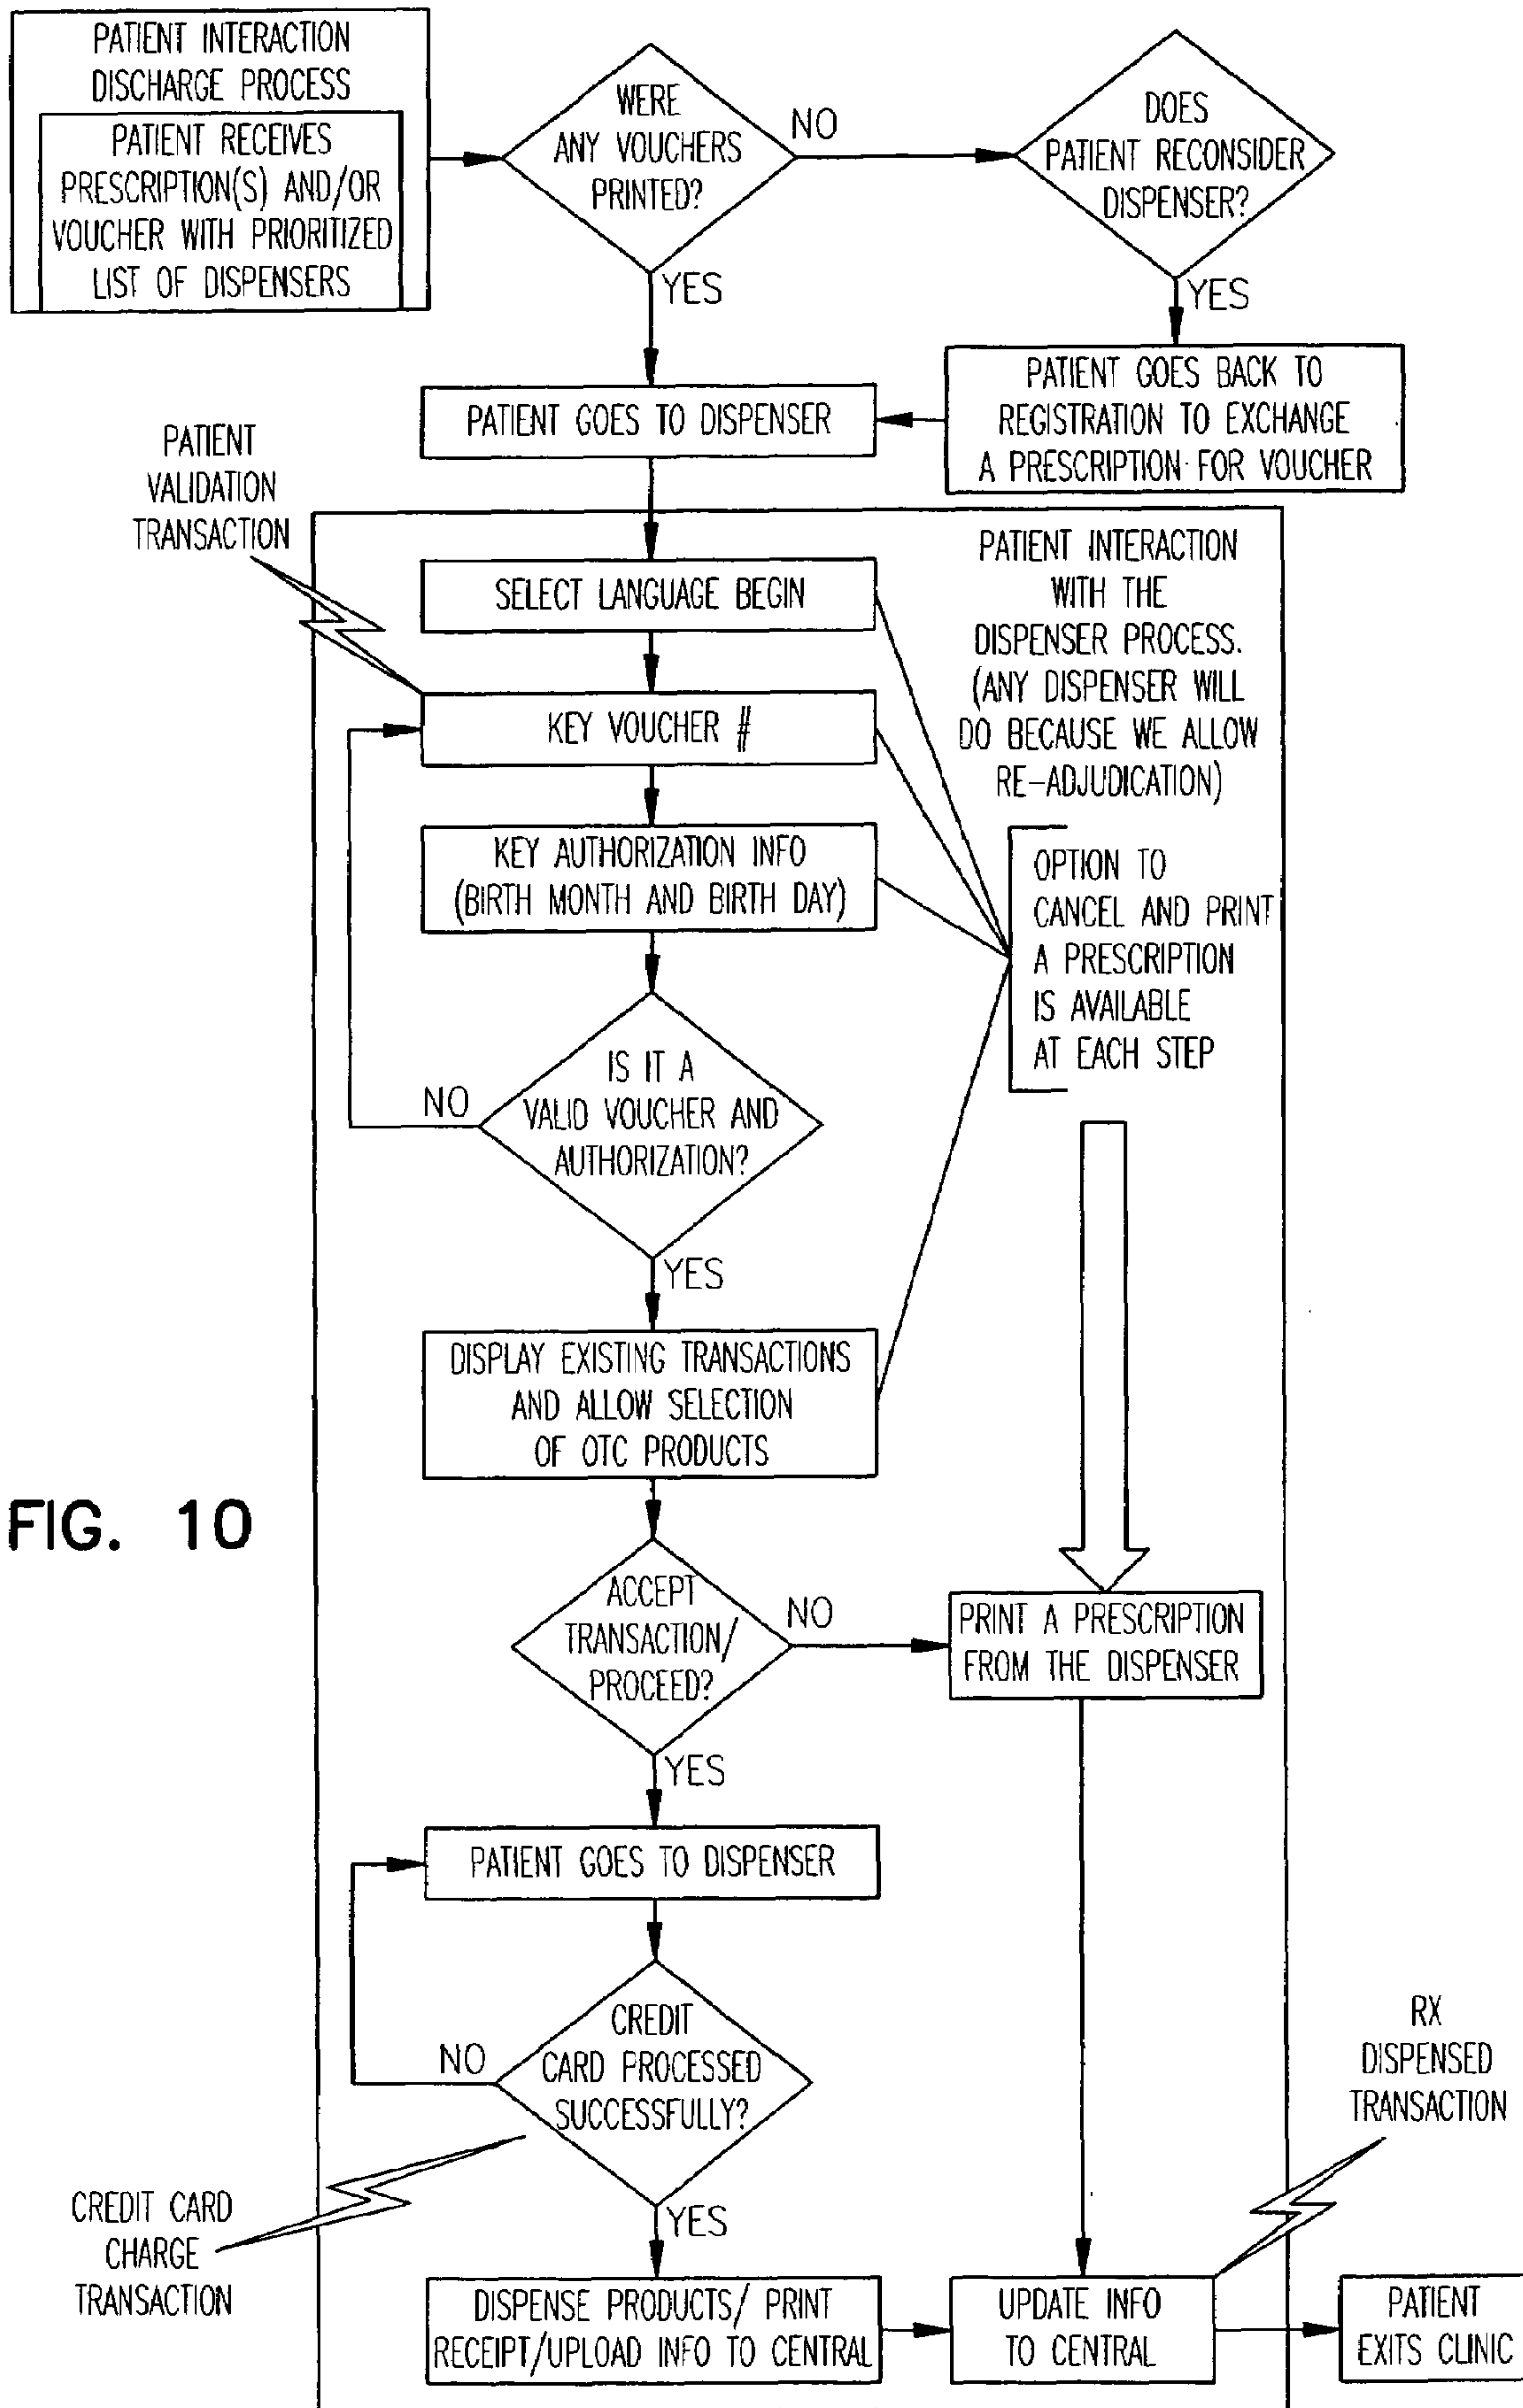 PATIENT INTERACTION
DISCHARGE PROCESS
PATIENT RECEIVES
PRESCRIPTION(S) AND/OR
VOUCHER WITH PRIORITIZED
LIST OF DISPENSERS
WERE
ANY VOUCHERS
PRINTED?
NO
DOES
PATIENT RECONSIDER
DISPENSER?
YES
YES
PATIENT GOES BACK TO
REGISTRATION TO EXCHANGE
A PRESCRIPTION FOR VOUCHER
PATIENT GOES TO DISPENSER
PATIENT
VALIDATION
TRANSACTION
SELECT LANGUAGE BEGIN
PATIENT INTERACTION
WITH THE
DISPENSER PROCESS.
(ANY DISPENSER WILL
DO BECAUSE WE ALLOW
RE-ADJUDICATION)
KEY VOUCHER #
KEY AUTHORIZATION INFO
(BIRTH MONTH AND BIRTH DAY)
OPTION TO
CANCEL AND PRINT
A PRESCRIPTION
IS AVAILABLE
AT EACH STEP
IS IT A
VALID VOUCHER AND
AUTHORIZATION?
NO
YES
DISPLAY EXISTING TRANSACTIONS
AND ALLOW SELECTION
OF OTC PRODUCTS
FIG. 10
ACCEPT
TRANSACTION/
PROCEED?
NO
PRINT A PRESCRIPTION
FROM THE DISPENSER
YES
PATIENT GOES TO DISPENSER
CREDIT
CARD PROCESSED
SUCCESSFULLY?
NO
RX
DISPENSED
TRANSACTION
CREDIT CARD
CHARGE
TRANSACTION
YES
DISPENSE PRODUCTS/ PRINT
RECEIPT/UPLOAD INFO TO CENTRAL
UPDATE INFO
TO CENTRAL
PATIENT
EXITS CLINIC